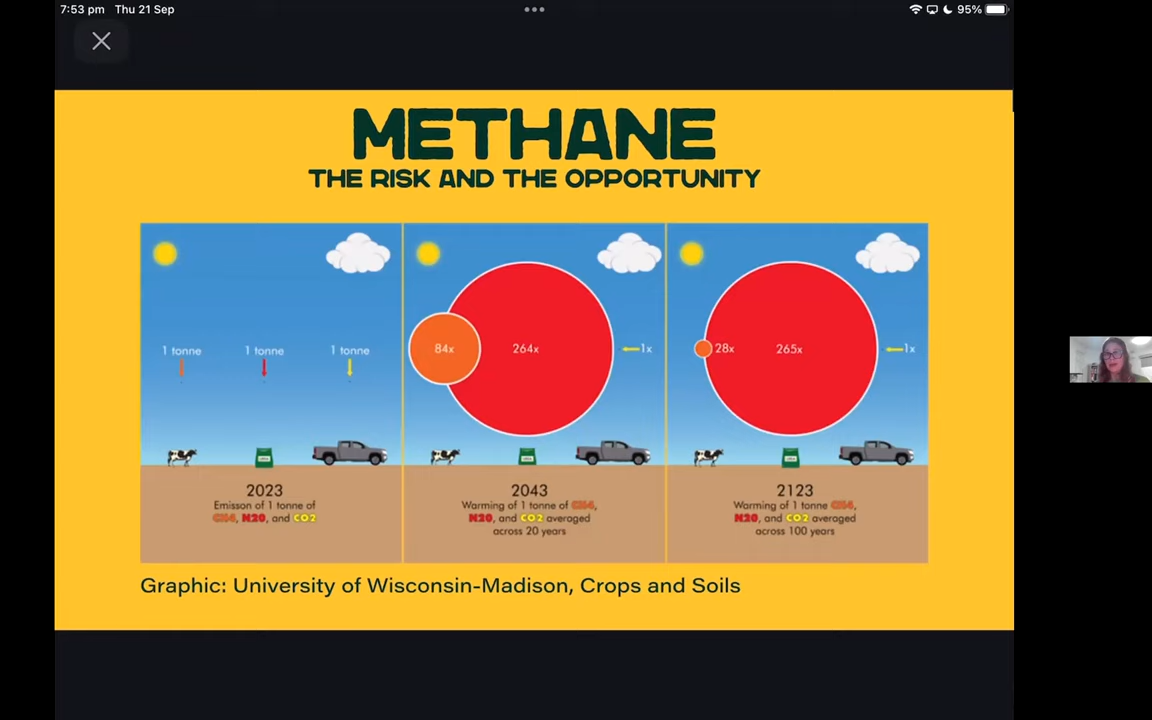 7:53 pm Thu 21 Sep
95%
METHANE
THE RISK AND THE OPPORTUNITY
1 tonne 1 tonne 1 tonne
84x 264x 1x
28x 265x 1x
2023
Emisson of 1 tonne of
CH4, N20, and CO2
2043
Warming of 1 tonne of CH4,
N20, and CO2 averaged
across 20 years
2123
Warming of 1 tonne CH4,
N20, and CO2 averaged
across 100 years
Graphic: University of Wisconsin-Madison, Crops and Soils